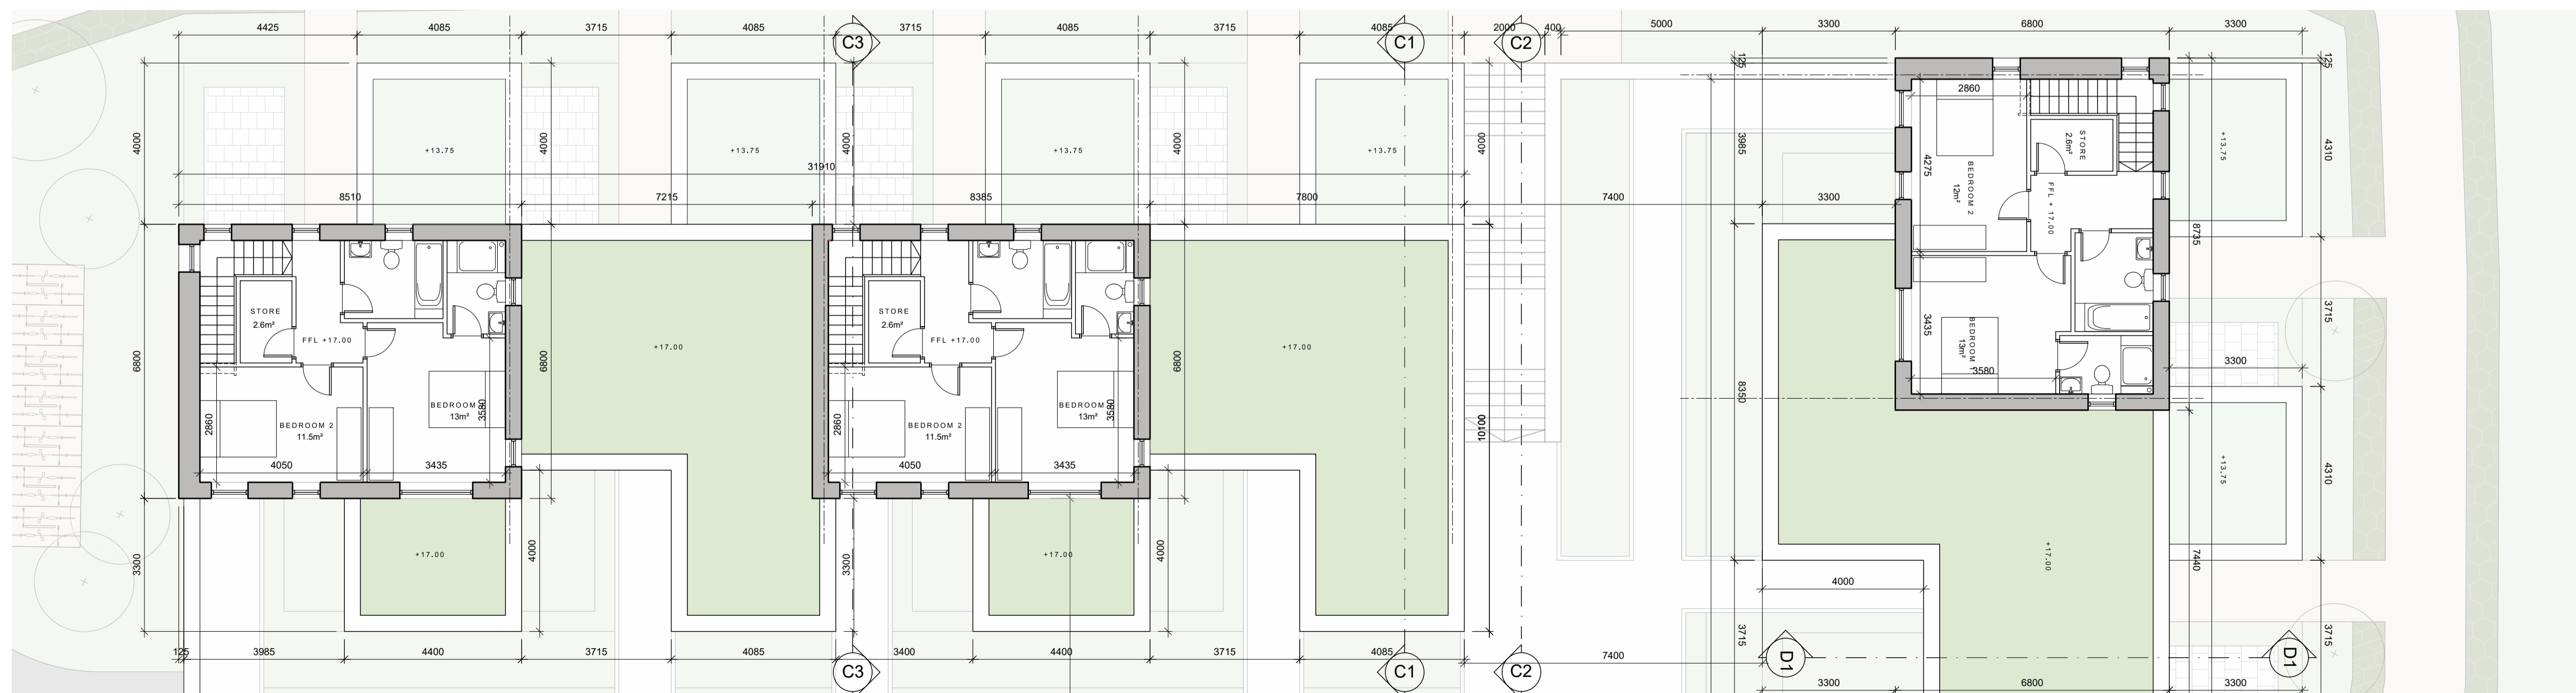 4425 4085 3715 4085 C3 3715 4085 3715 4085 C1 2000 C2 400 5000 3300 6800 3300
125 125
4000 +13.75 4000 +13.75 4000 +13.75 4000 +13.75 4000 3985 2860 STORE 2.6m² +13.75 4310
31910 4275
8510 7215 8385 7800 7400 3300 BEDROOM 2 12m² FFL + 17.00
8735
STORE STORE 3715
2.6m² 2.6m²
FFL +17.00 FFL +17.00
+17.00 +17.00
6800 6800 6800 3435 BEDROOM 1 13m² 3300
3580
8350
BEDROOM 3580 BEDROOM 3580
13m² 13m²
2860 BEDROOM 2 2860 BEDROOM 2 10100
11.5m² 11.5m²
4050 3435 4050 3435 +13.75 4310
3300 +17.00 4000 3300 +17.00 4000 +17.00 7440
4000
3715 3715
125 3985 4400 3715 4085 3400 4400 3715 4085 7400
C3 C1 C2 D1 D1
3300 6800 3300